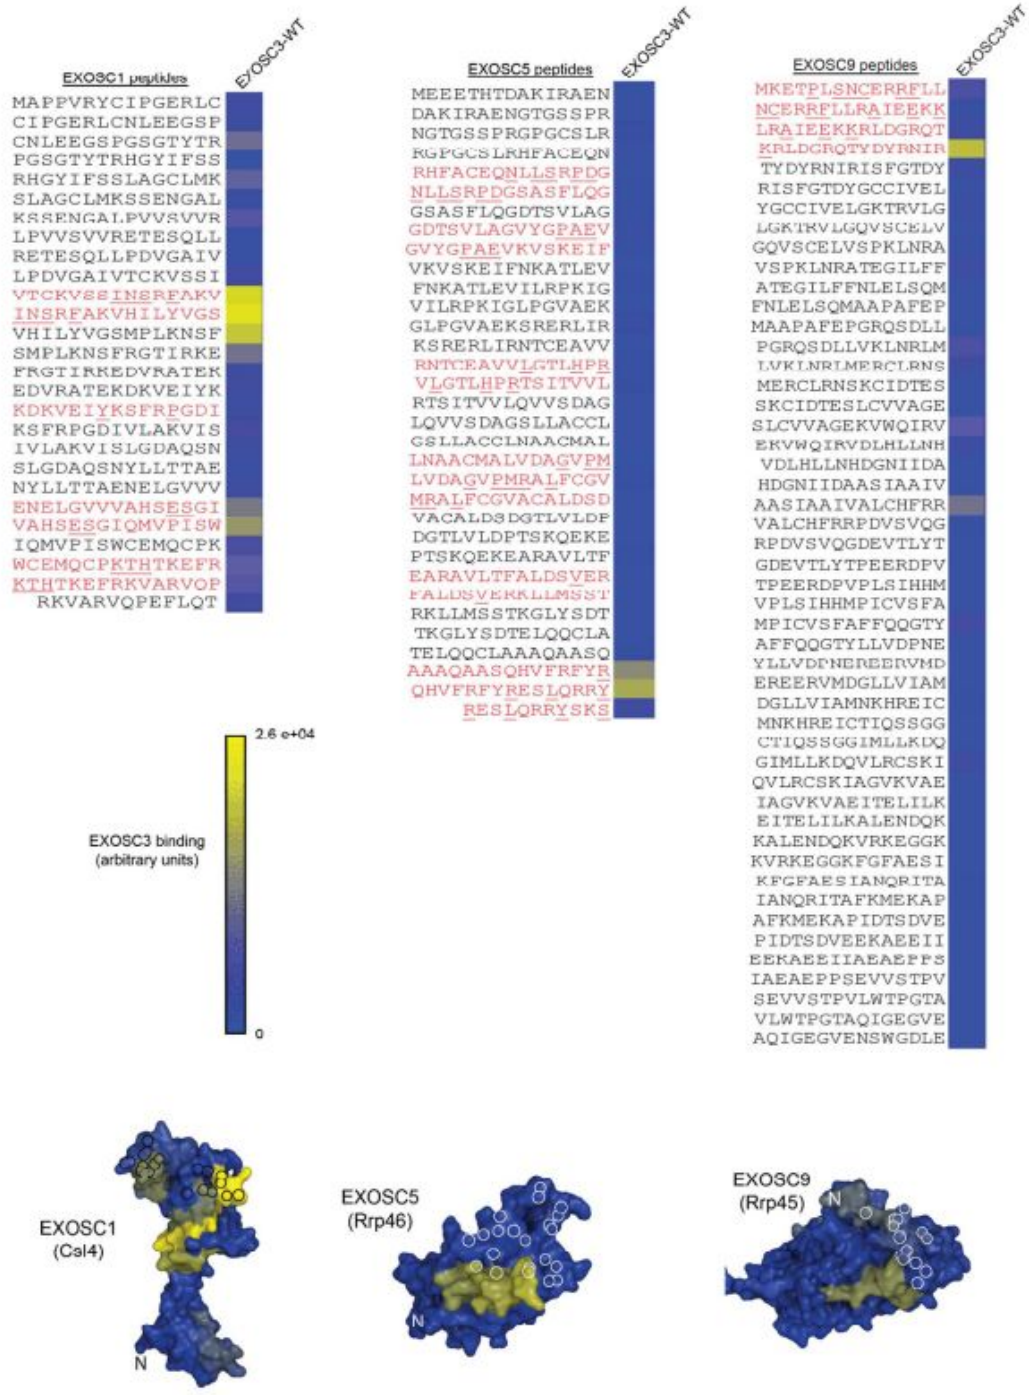 EXOSC3-WT
EXOSC1 peptides
MAPPVRYCIPGERLC
CIPGERLCNLEEGSP
CNLEEGSPGSGTYTR
PGSGTYTRHGYIFSS
RHGYIFSSLAGCLMK
SLAGCLMKSSENGAL
KSSENGALPVVSVVR
LPVVSVVRETESQLL
RETESQLLPDVGAIV
LPDVGAIVTCKVSSI
VTCKVSSINSRFAKV
INSRFAKVHILYVGS
VHILYVGSMPLKNSF
SMPLKNSFRGTIRKE
FRGTIRKEDVRATEK
EDVRATEKDKVEIYK
KDKVEIYKSFRPGDI
KSFRPGDIVLAKVIS
IVLAKVISLGDAQSN
SLGDAQSNYLLTTAE
NYLLTTAENELGVVV
ENELGVVVAHSESGI
VAHSESGIQMVPISW
IQMVPISWCEMQCPK
WCEMQCPKTHTKEFR
KTHTKEFRKVARVQP
RKVARVQPEFLQT
EXOSC3-WT
EXOSC5 peptides
MEEETHTDAKIRAEN
DAKIRAENGTGSSPR
NGTGSSPRGPGCSLR
RGPGCSLRHFACEQN
RHFACEQNLLSRPDG
NLLSRPDGSASFLQG
GSASFLQGDTSVLAG
GDTSVLAGVYGPAEV
GVYGPAEVKVSKEIF
VKVSKEIFNKATLEV
FNKATLEVILRPKIG
VILRPKIGLPGVAEK
GLPGVAEKSRERLIR
KSRERLIRNTCEAVV
RNTCEAVVLGTLHPR
VLGTLHPRTSITVVL
RTSITVVLQVVSDAG
LQVVSDAGSLLACCL
GSLLACCLNAACMAL
LNAACMALVDAGVPM
LVDAGVPMRALFCGV
MRALFCGVACALDSD
VACALDSDGTLVLDP
DGTLVLDPTSKQEKE
PTSKQEKEARAVLTF
EARAVLTFALDSVER
FALDSVERKLLMSST
RKLLMSSTKGLYSDT
TKGLYSDTELQQCLA
TELQQCLAAAQAASQ
AAAQAASQHVFRFYR
QHVFRFYRESLQRRY
RESLQRRYSKS
EXOSC3-WT
EXOSC9 peptides
MKETPLSNCERRFLL
NCERRFLLRAIEEKK
LRAIEEKKRLDGRQT
KRLDGRQTYDYRNIR
TYDYRNIRISFGTDY
RISFGTDYGCCIVEL
YGCCIVELGKTRVLG
LGKTRVLGQVSCELV
GQVSCELVSPKLNRA
VSPKLNRATEGILFF
ATEGILFFNLELSQM
FNLELSQMAAPAFEP
MAAPAFEPGRQSDLL
PGRQSDLLVKLNRLM
LVKLNRLMERCLRNS
MERCLRNSKCIDTES
SKCIDTESLCVVAGE
SLCVVAGEKVWQIRV
EKVWQIRVDLHLLNH
VDLHLLNHDGNIIDA
HDGNIIDAASIAAIV
AASIAAIVALCHFRR
VALCHFRRPDVSVQG
RPDVSVQGDEVTLYT
GDEVTLYTPEERDPV
TPEERDPVPLSIHHM
VPLSIHHMPICVSFA
MPICVSFAFFQQGTY
AFFQQGTYLLVDPNE
YLLVDPNEREERVMD
EREERVMDGLLVIAM
DGLLVIAMNKHREIC
MNKHREICTIQSSGG
CTIQSSGGIMLLKDQ
GIMLLKDQVLRCSKI
QVLRCSKIAGVKVAE
IAGVKVAEITELILK
EITELILKALENDQK
KALENDQKVRKEGGK
KVRKEGGKFGFAESI
KFGFAESIANQRITA
IANQRITAFKMEKAP
AFKMEKAPIDTSDVE
PIDTSDVEEKAEEII
EEKAEEIIAEAEPPS
IAEAEPPSEVVSTPV
SEVVSTPVLWTPGTA
VLWTPGTAQIGEGVE
AQIGEGVENSWGDLE
2.6 e+04
EXOSC3 binding
(arbitrary units)
0
EXOSC1
(Csl4)
N
EXOSC5
(Rrp46)
N
EXOSC9
(Rrp45)
N